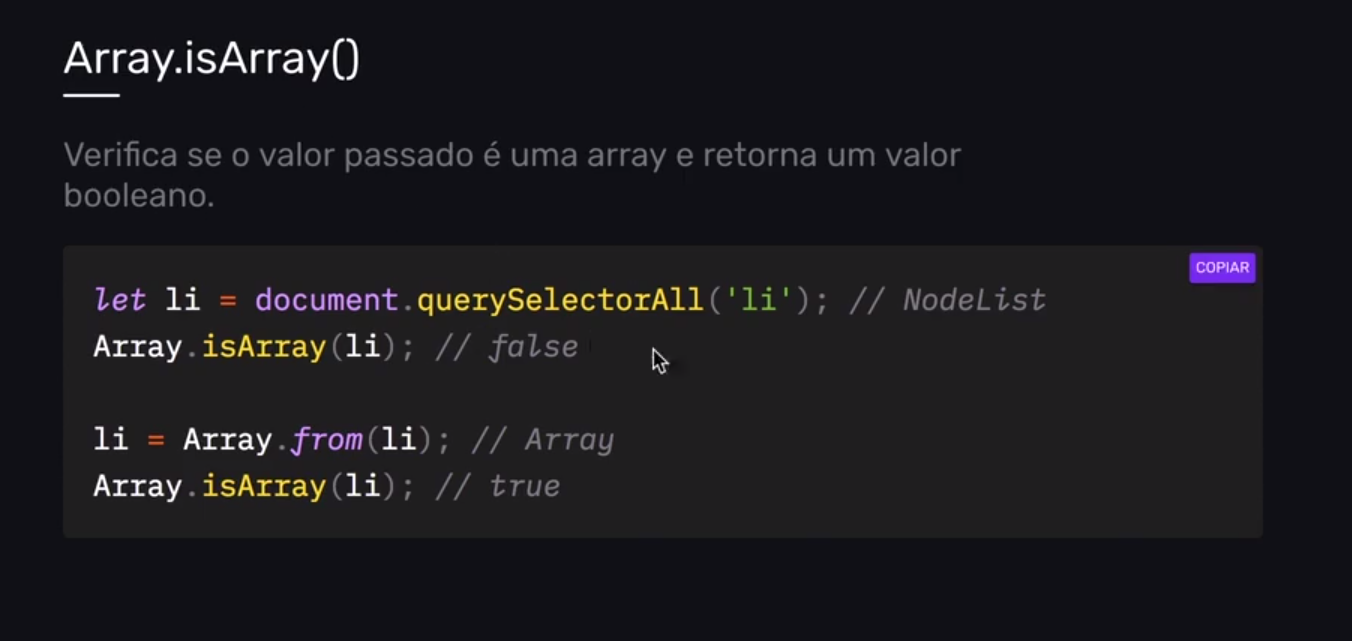 Array.isArray()
Verifica se o valor passado é uma array e retorna um valor
booleano.
COPIAR
let li = document.querySelectorAll('li'); // NodeList
Array.isArray(li); // false
li = Array.from(li); // Array
Array.isArray(li); // true